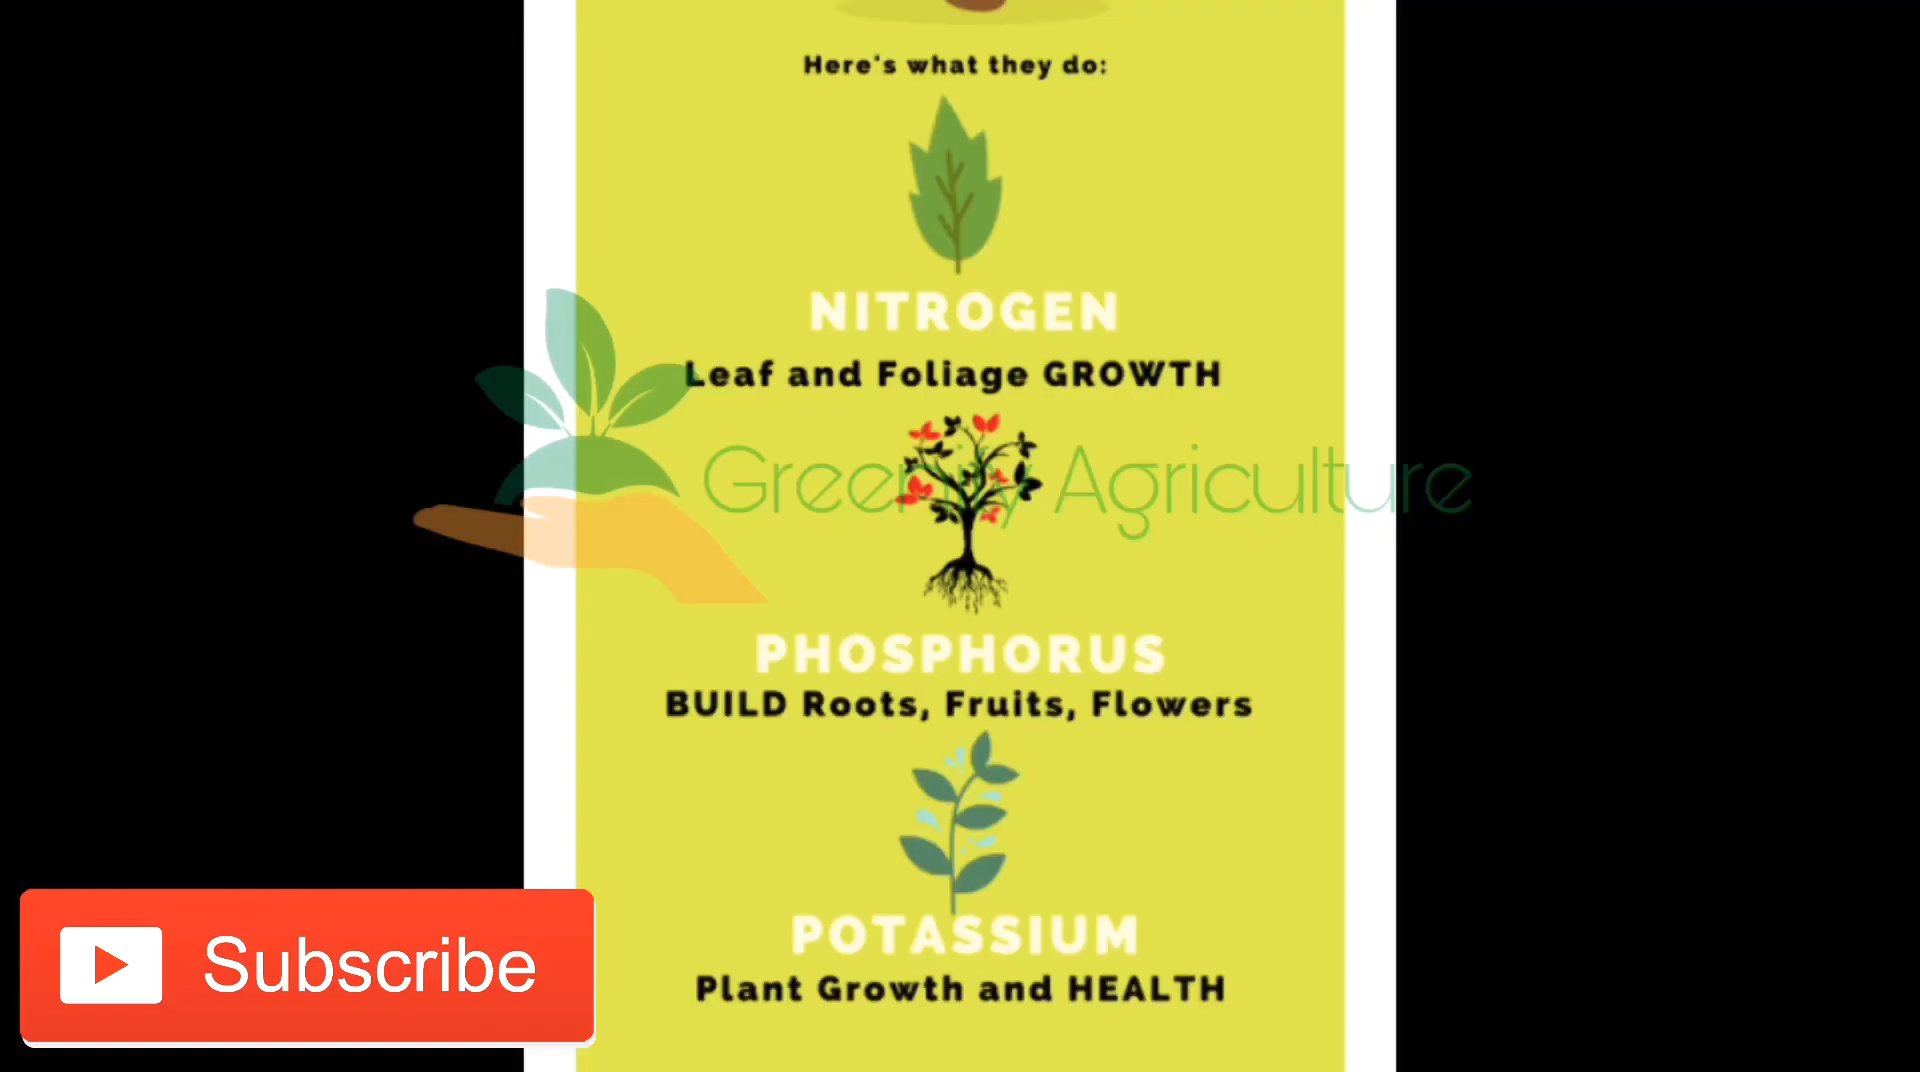 Here's what they do:
NITROGEN
Leaf and Foliage GROWTH
Greeniy Agriculture
PHOSPHORUS
BUILD Roots, Fruits, Flowers
POTASSIUM
Subscribe
Plant Growth and HEALTH